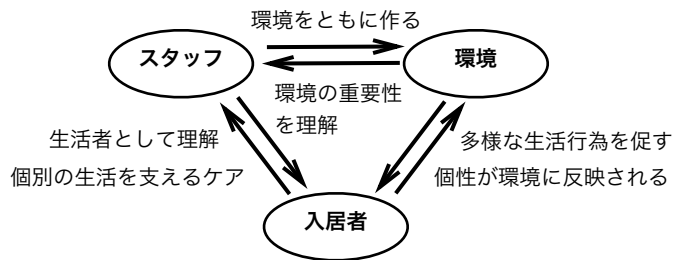 環境をともに作る
スタッフ
環境
環境の重要性
を理解
生活者として理解
個別の生活を支えるケア
多様な生活行為を促す
個性が環境に反映される
入居者